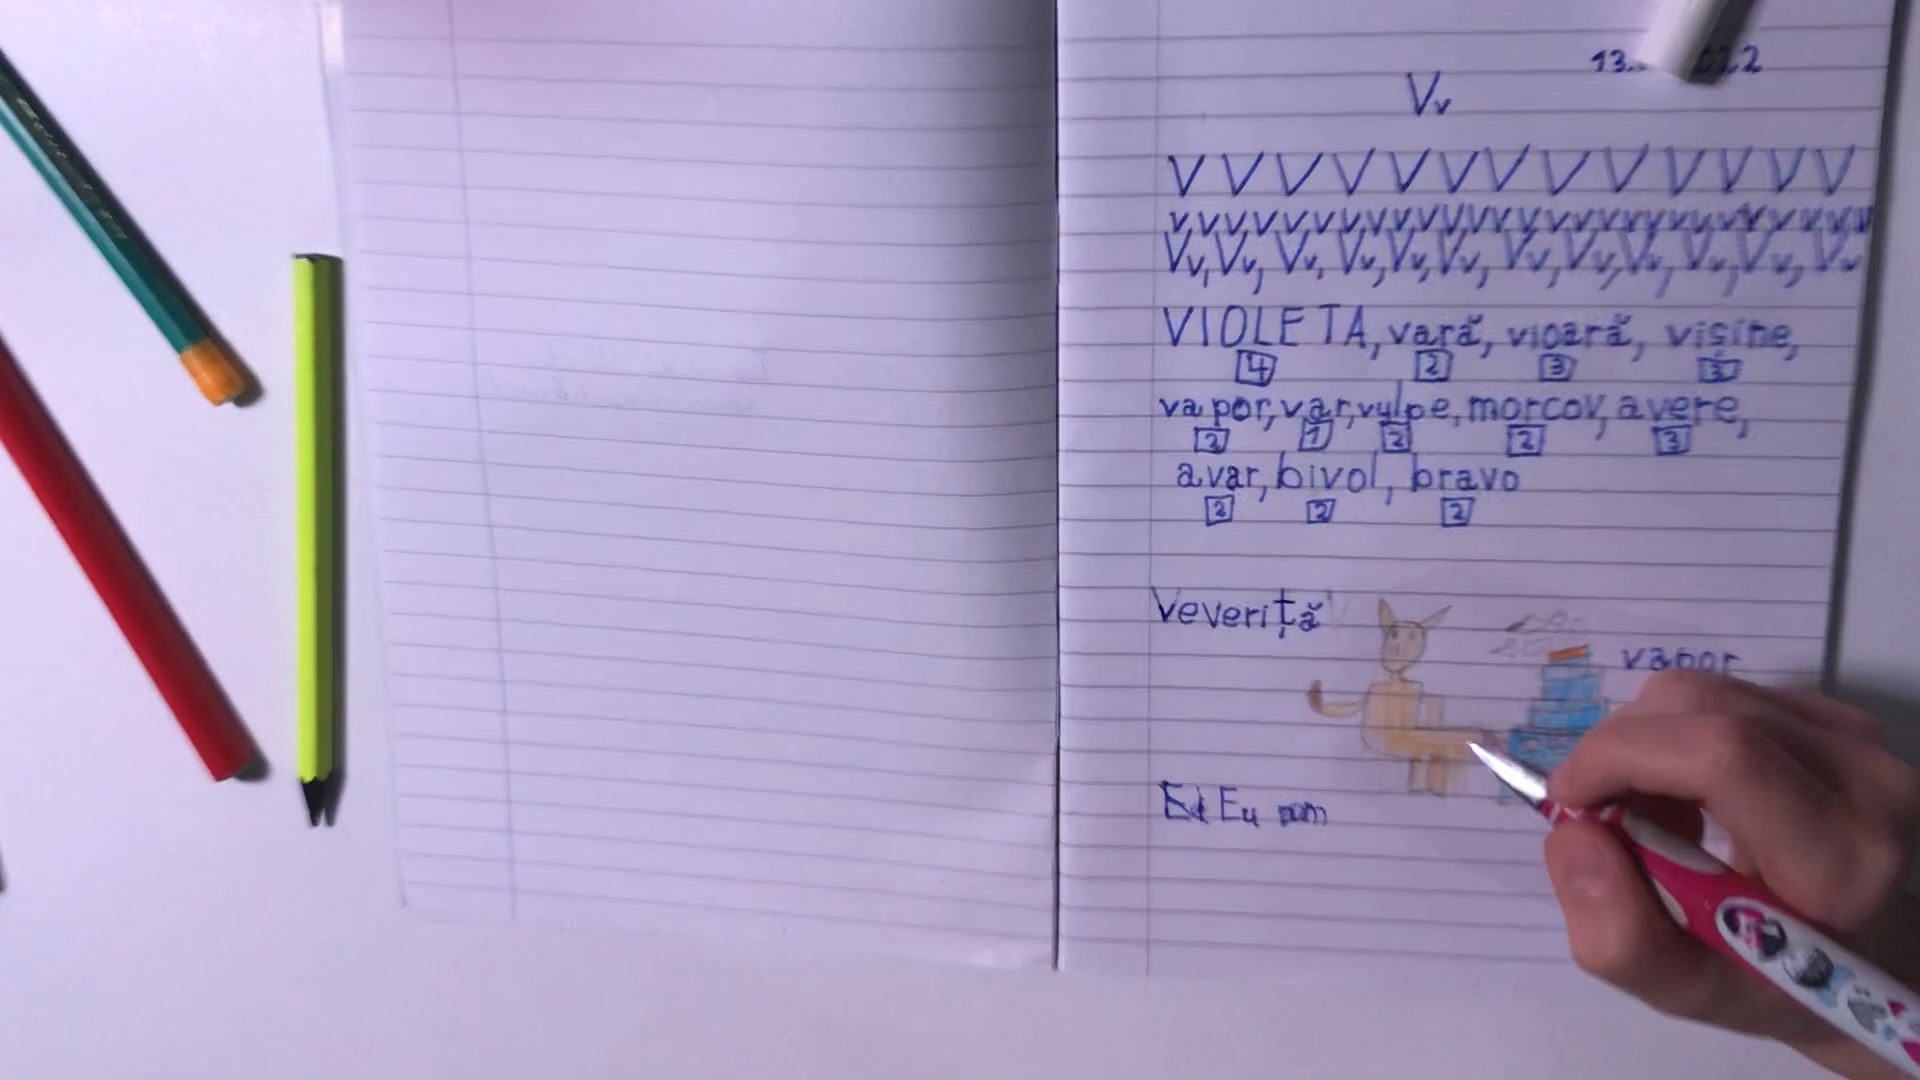 13. 2
Vv
V V V V V V V V V V V V V
v, v, v, v, v, v, v, v, v, v, v, v, v, v, v, v, v, v, v, v, v, v, v, v
Vv, Vv, Vv, Vv, Vv, Vv, Vv, Vv, Vv, Vv, Vv, Vv
VIOLETA, vară, vioară, vișine,
4 2 3 3
vapor, văr, vulpe, morcov, avere,
2 1 2 2 3
avar, bivol, bravo
2 2 2
Veveriță
vapor
Eu am